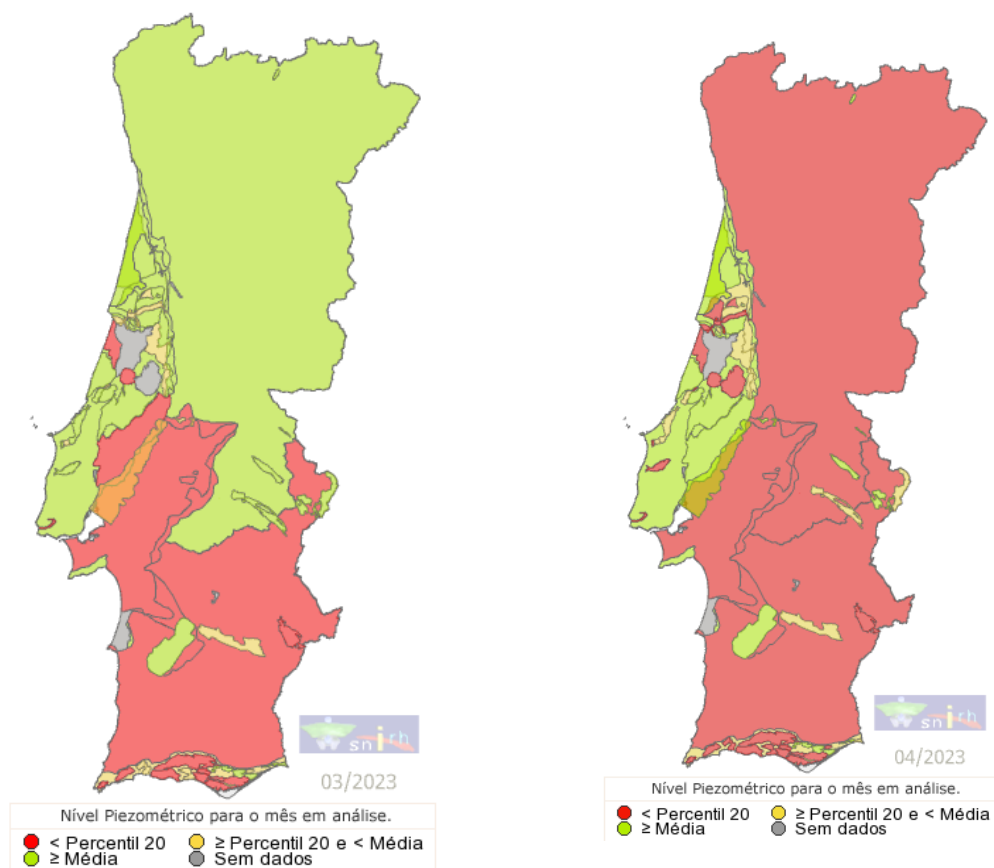 snirh
03/2023
Nível Piezométrico para o mês em análise.
< Percentil 20
≥ Percentil 20 e < Média
≥ Média
Sem dados
snirh
04/2023
Nível Piezométrico para o mês em análise.
< Percentil 20
≥ Percentil 20 e < Média
≥ Média
Sem dados